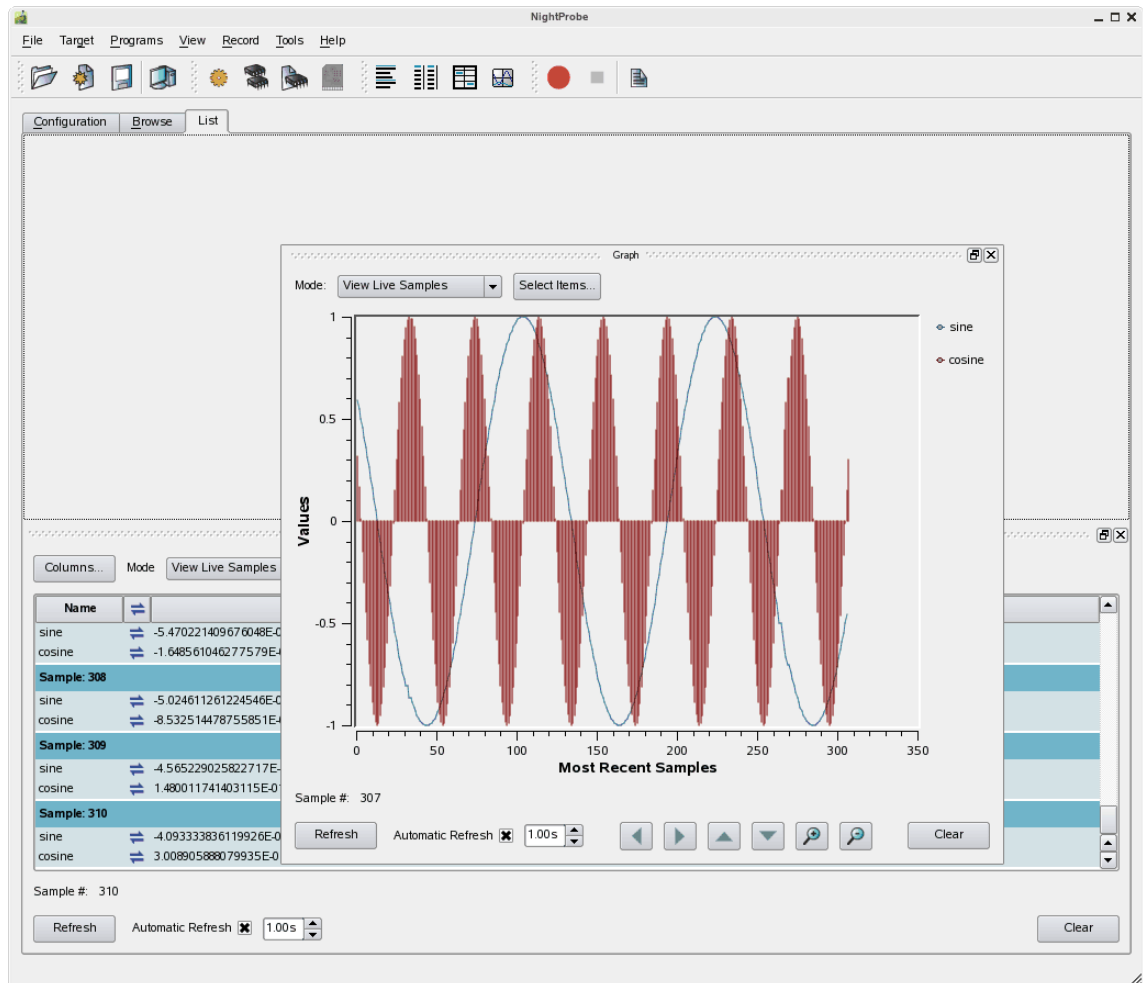 NightProbe
File Target Programs View Record Tools Help
Configuration Browse List
Graph
Mode: View Live Samples Select Items...
sine
cosine
1
0.5
0
-0.5
-1
Values
0 50 100 150 200 250 300 350
Most Recent Samples
Sample #: 307
Refresh Automatic Refresh 1.00s Clear
Columns... Mode View Live Samples
Name
sine -5.470221409676048E-0
cosine -1.648561046277579E-
Sample: 308
sine -5.024611261224546E-0
cosine -8.532514478755851E-
Sample: 309
sine -4.565229025822717E-
cosine 1.480011741403115E-0
Sample: 310
sine -4.093333836119926E-0
cosine 3.008905888079935E-0
Sample #: 310
Refresh Automatic Refresh 1.00s Clear